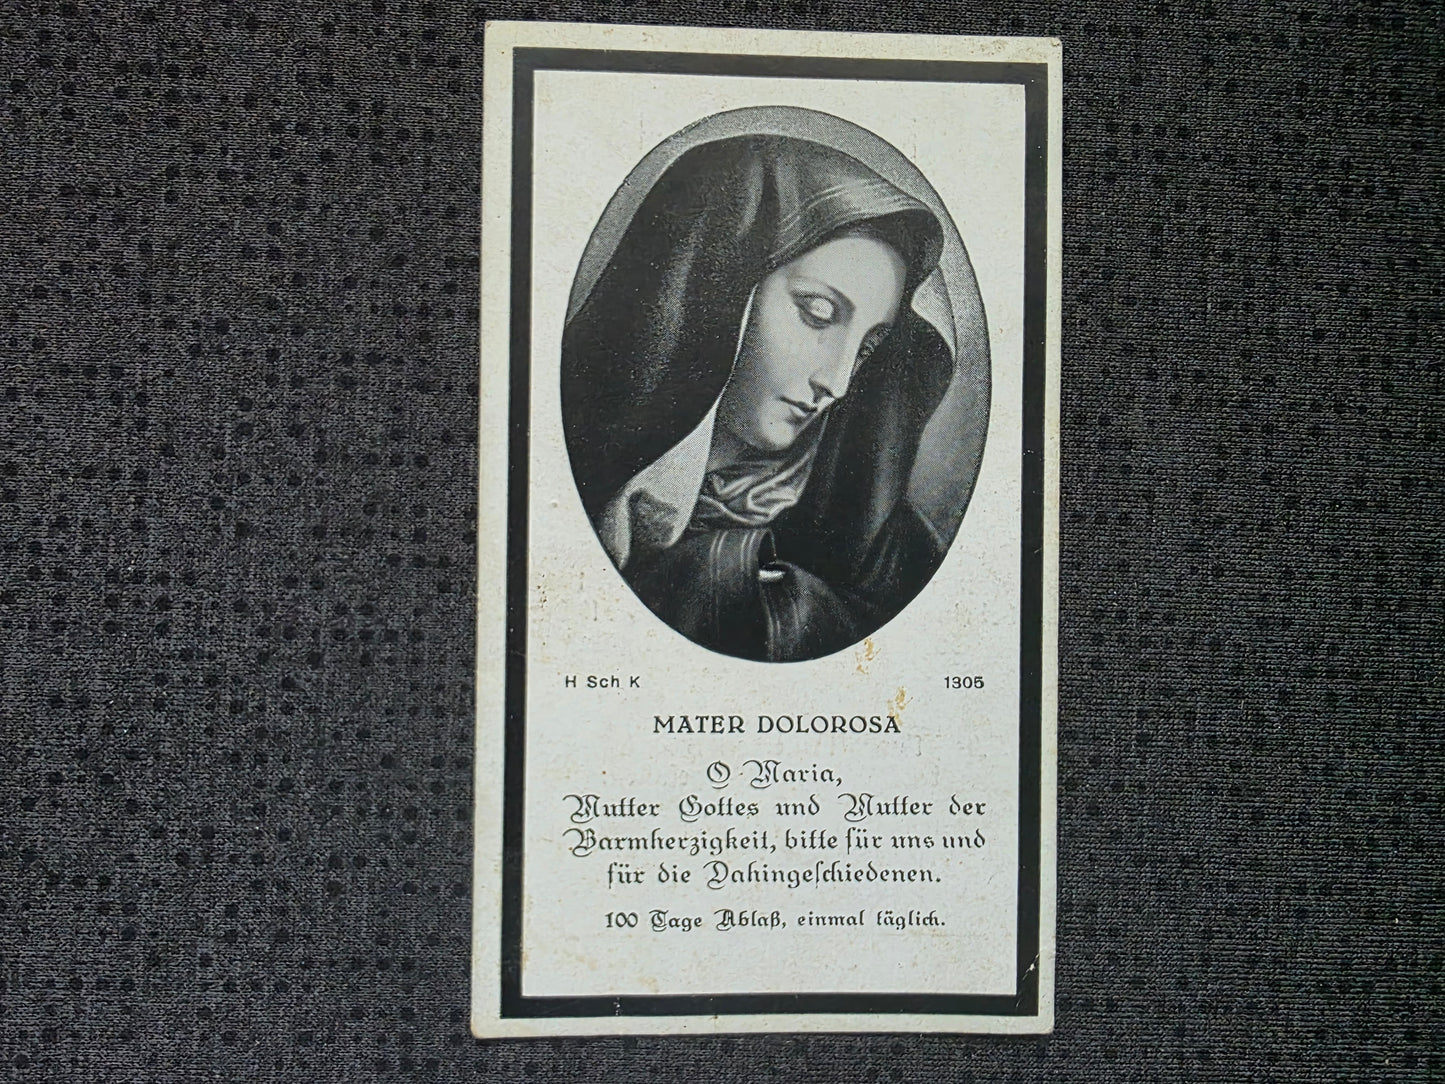 H Sch K 1305
MATER DOLOROSA
O Maria,
Mutter Gottes und Mutter der
Barmherzigkeit, bitte für uns und
für die Dahingeschiedenen.
100 Tage Ablaß, einmal täglich.